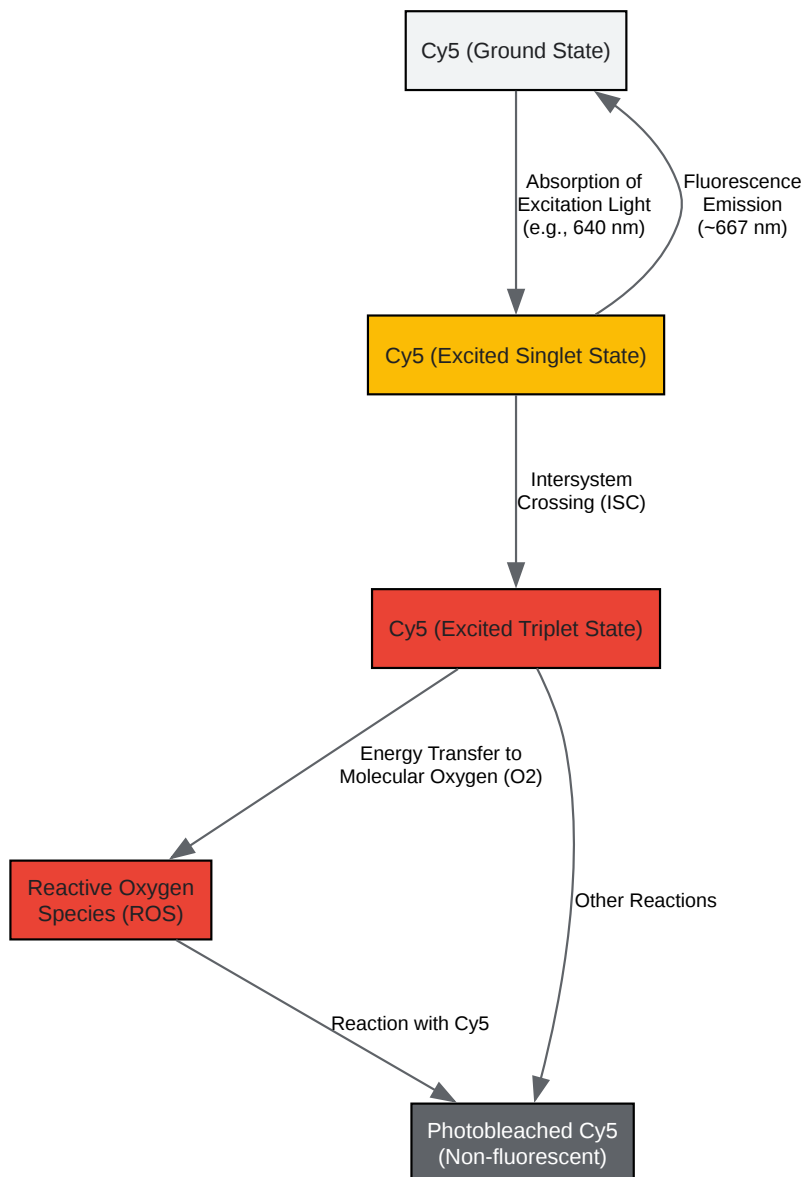 Cy5 (Ground State)
Absorption of
Excitation Light
(e.g., 640 nm)
Fluorescence
Emission
(~667 nm)
Cy5 (Excited Singlet State)
Intersystem
Crossing (ISC)
Cy5 (Excited Triplet State)
Energy Transfer to
Molecular Oxygen (O2)
Reactive Oxygen
Species (ROS)
Other Reactions
Reaction with Cy5
Photobleached Cy5
(Non-fluorescent)